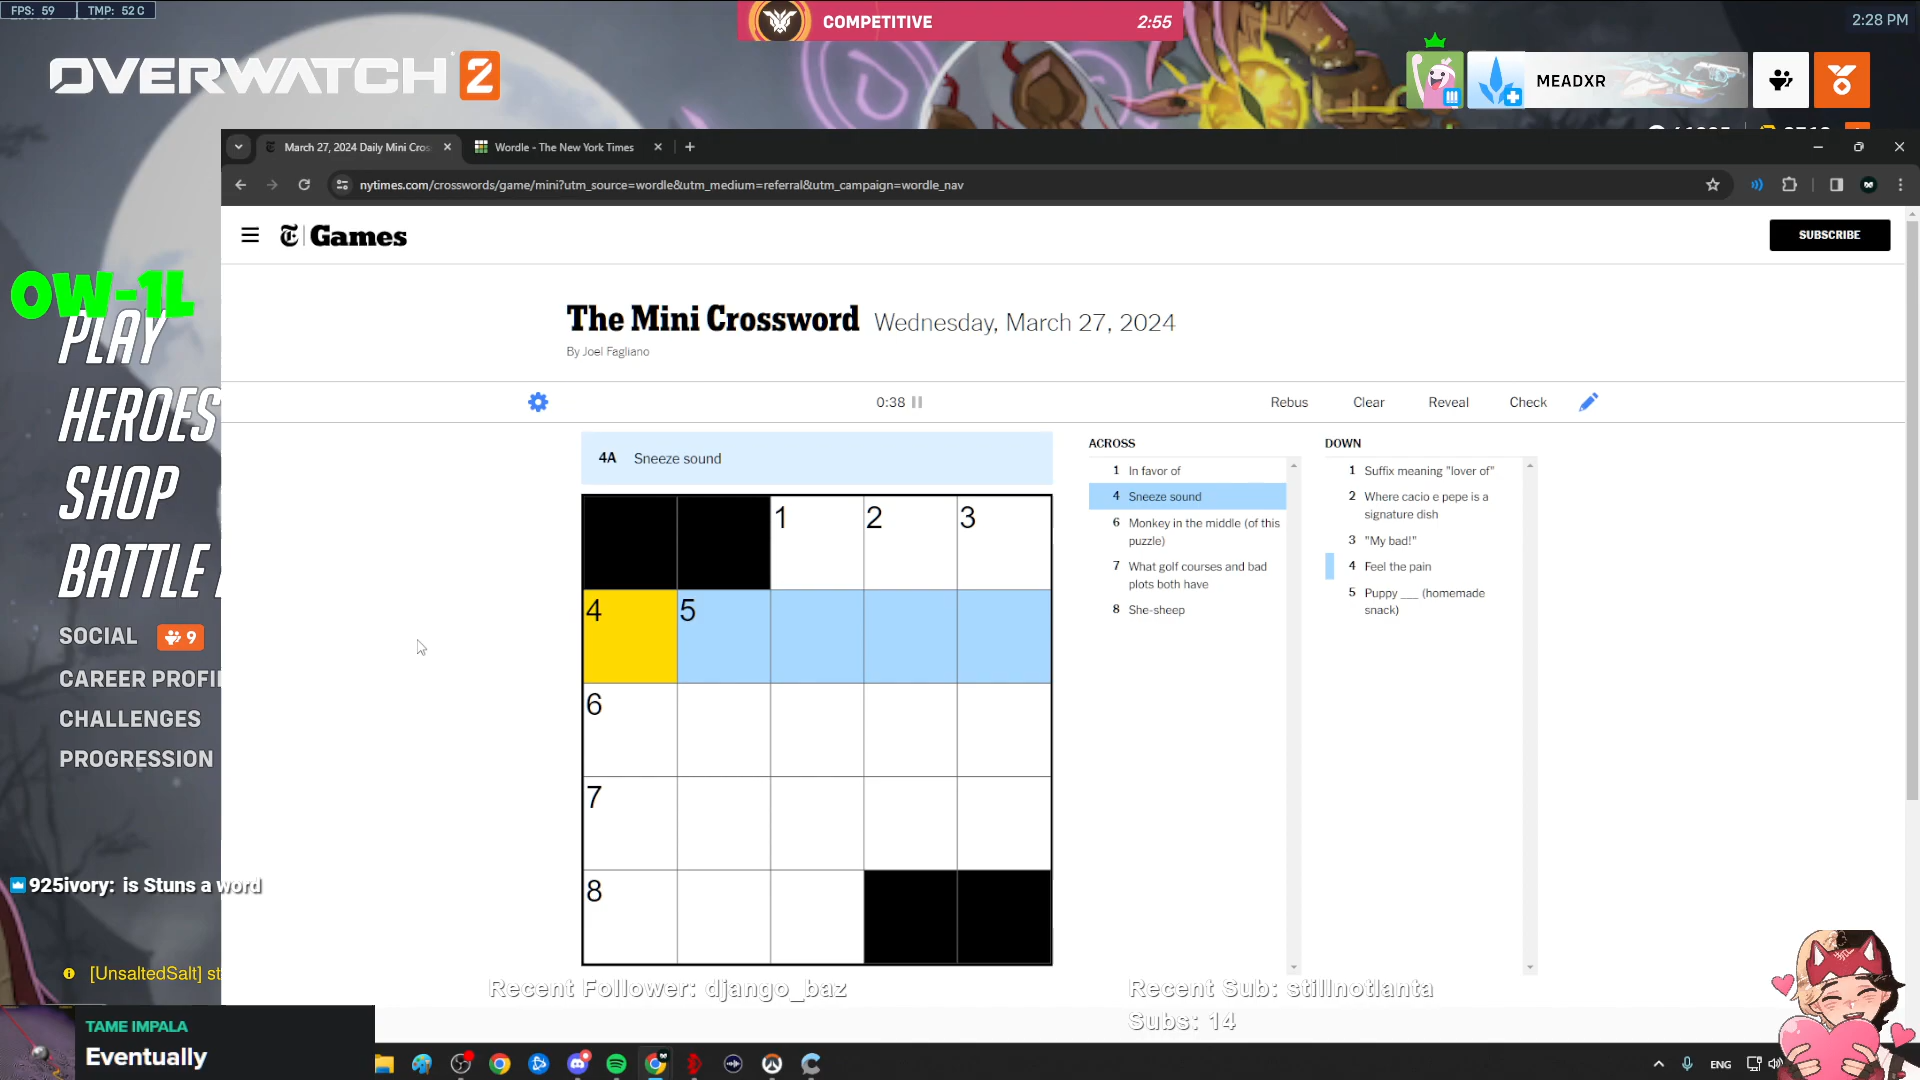 FPS: 59 TMP: 52 C
COMPETITIVE 2:55
2:28 PM
OVERWATCH 2
MEADXR
March 27, 2024 Daily Mini Cros
Wordle - The New York Times
nytimes.com/crosswords/game/mini?utm_source=wordle&utm_medium=referral&utm_campaign=wordle_nav
Games
SUBSCRIBE
OW-1L
PLAY
HEROES
SHOP
BATTLE
SOCIAL 9
CAREER PROFI
CHALLENGES
PROGRESSION
The Mini Crossword Wednesday, March 27, 2024
By Joel Fagliano
0:38
Rebus Clear Reveal Check
4A Sneeze sound
1 2 3
4 5
6
7
8
ACROSS
1 In favor of
4 Sneeze sound
6 Monkey in the middle (of this
puzzle)
7 What golf courses and bad
plots both have
8 She-sheep
DOWN
1 Suffix meaning "lover of"
2 Where cacio e pepe is a
signature dish
3 "My bad!"
4 Feel the pain
5 Puppy ___ (homemade
snack)
925ivory: is Stuns a word
[UnsaltedSalt] st
Recent Follower: django_baz
Recent Sub: stillnotlanta
Subs: 14
TAME IMPALA
Eventually
ENG